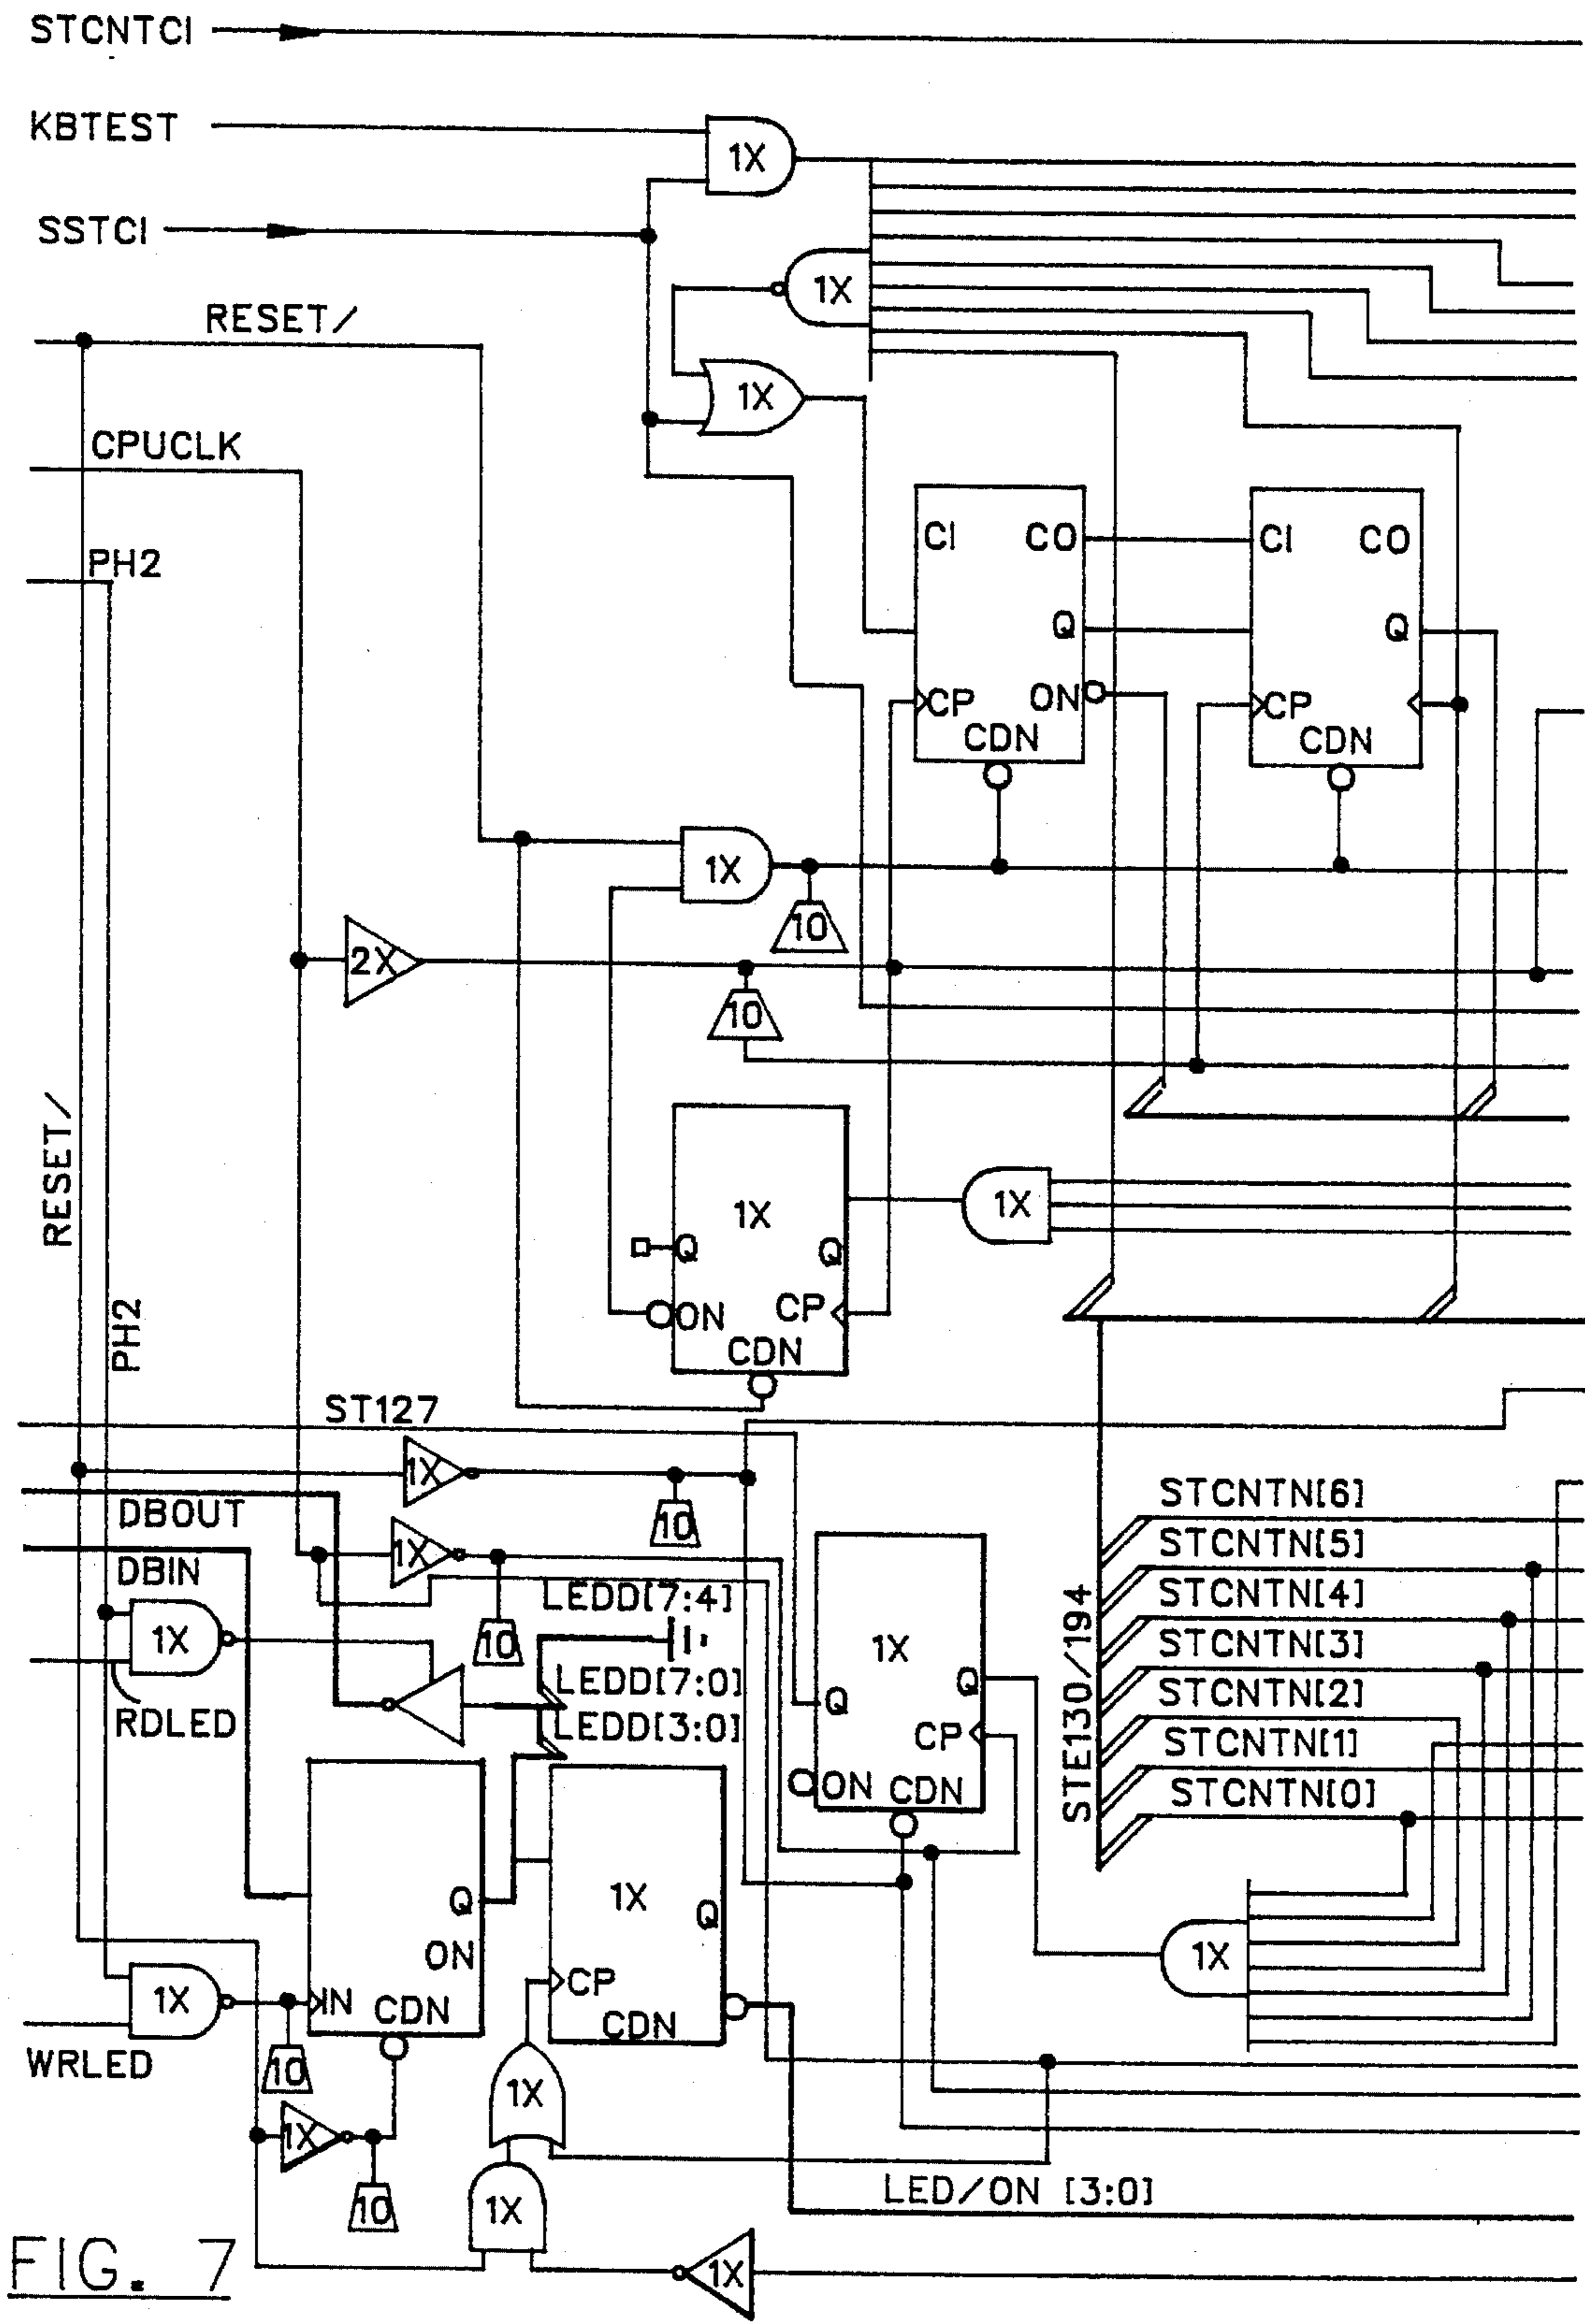 STCNTCI
KBTEST
1X
SSTCI
1X
RESET/
1X
CPUCLK
CI CO CI CO
PH2
Q Q
CP ON CP
CDN CDN
1X
10
2X
10
RESET/
1X 1X
Q Q
PH2
ON CP
CDN
ST127
1X
STCNTN[6]
DBOUT
10
STCNTN[5]
1X
DBIN
LEDD[7:4]
STCNTN[4]
1X
10
1X
STE130/194
STCNTN[3]
LEDD[7:0]
Q Q
STCNTN[2]
RDLED
LEDD[3:0]
CP
STCNTN[1]
ON CDN
STCNTN[0]
1X
Q Q
ON
1X
1X
CP
IN CDN
CDN
WRLED
10
1X
1X
LED/ON [3:0]
10
1X
1X
FIG. 7